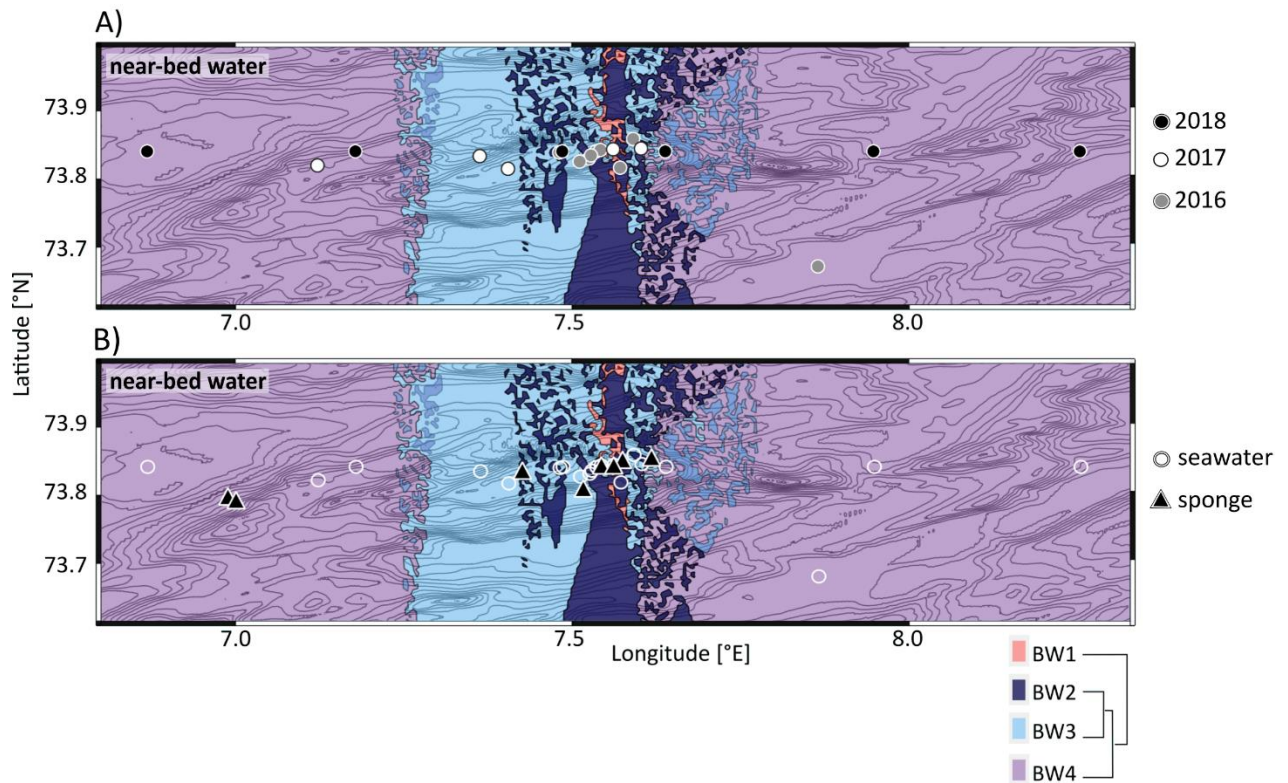 A)
near-bed water
73.9
73.8
73.7
7.0
7.5
8.0
2018
2017
2016
Latitude [°N]
B)
near-bed water
73.9
73.8
73.7
7.0
7.5
8.0
Longitude [°E]
seawater
sponge
BW1
BW2
BW3
BW4